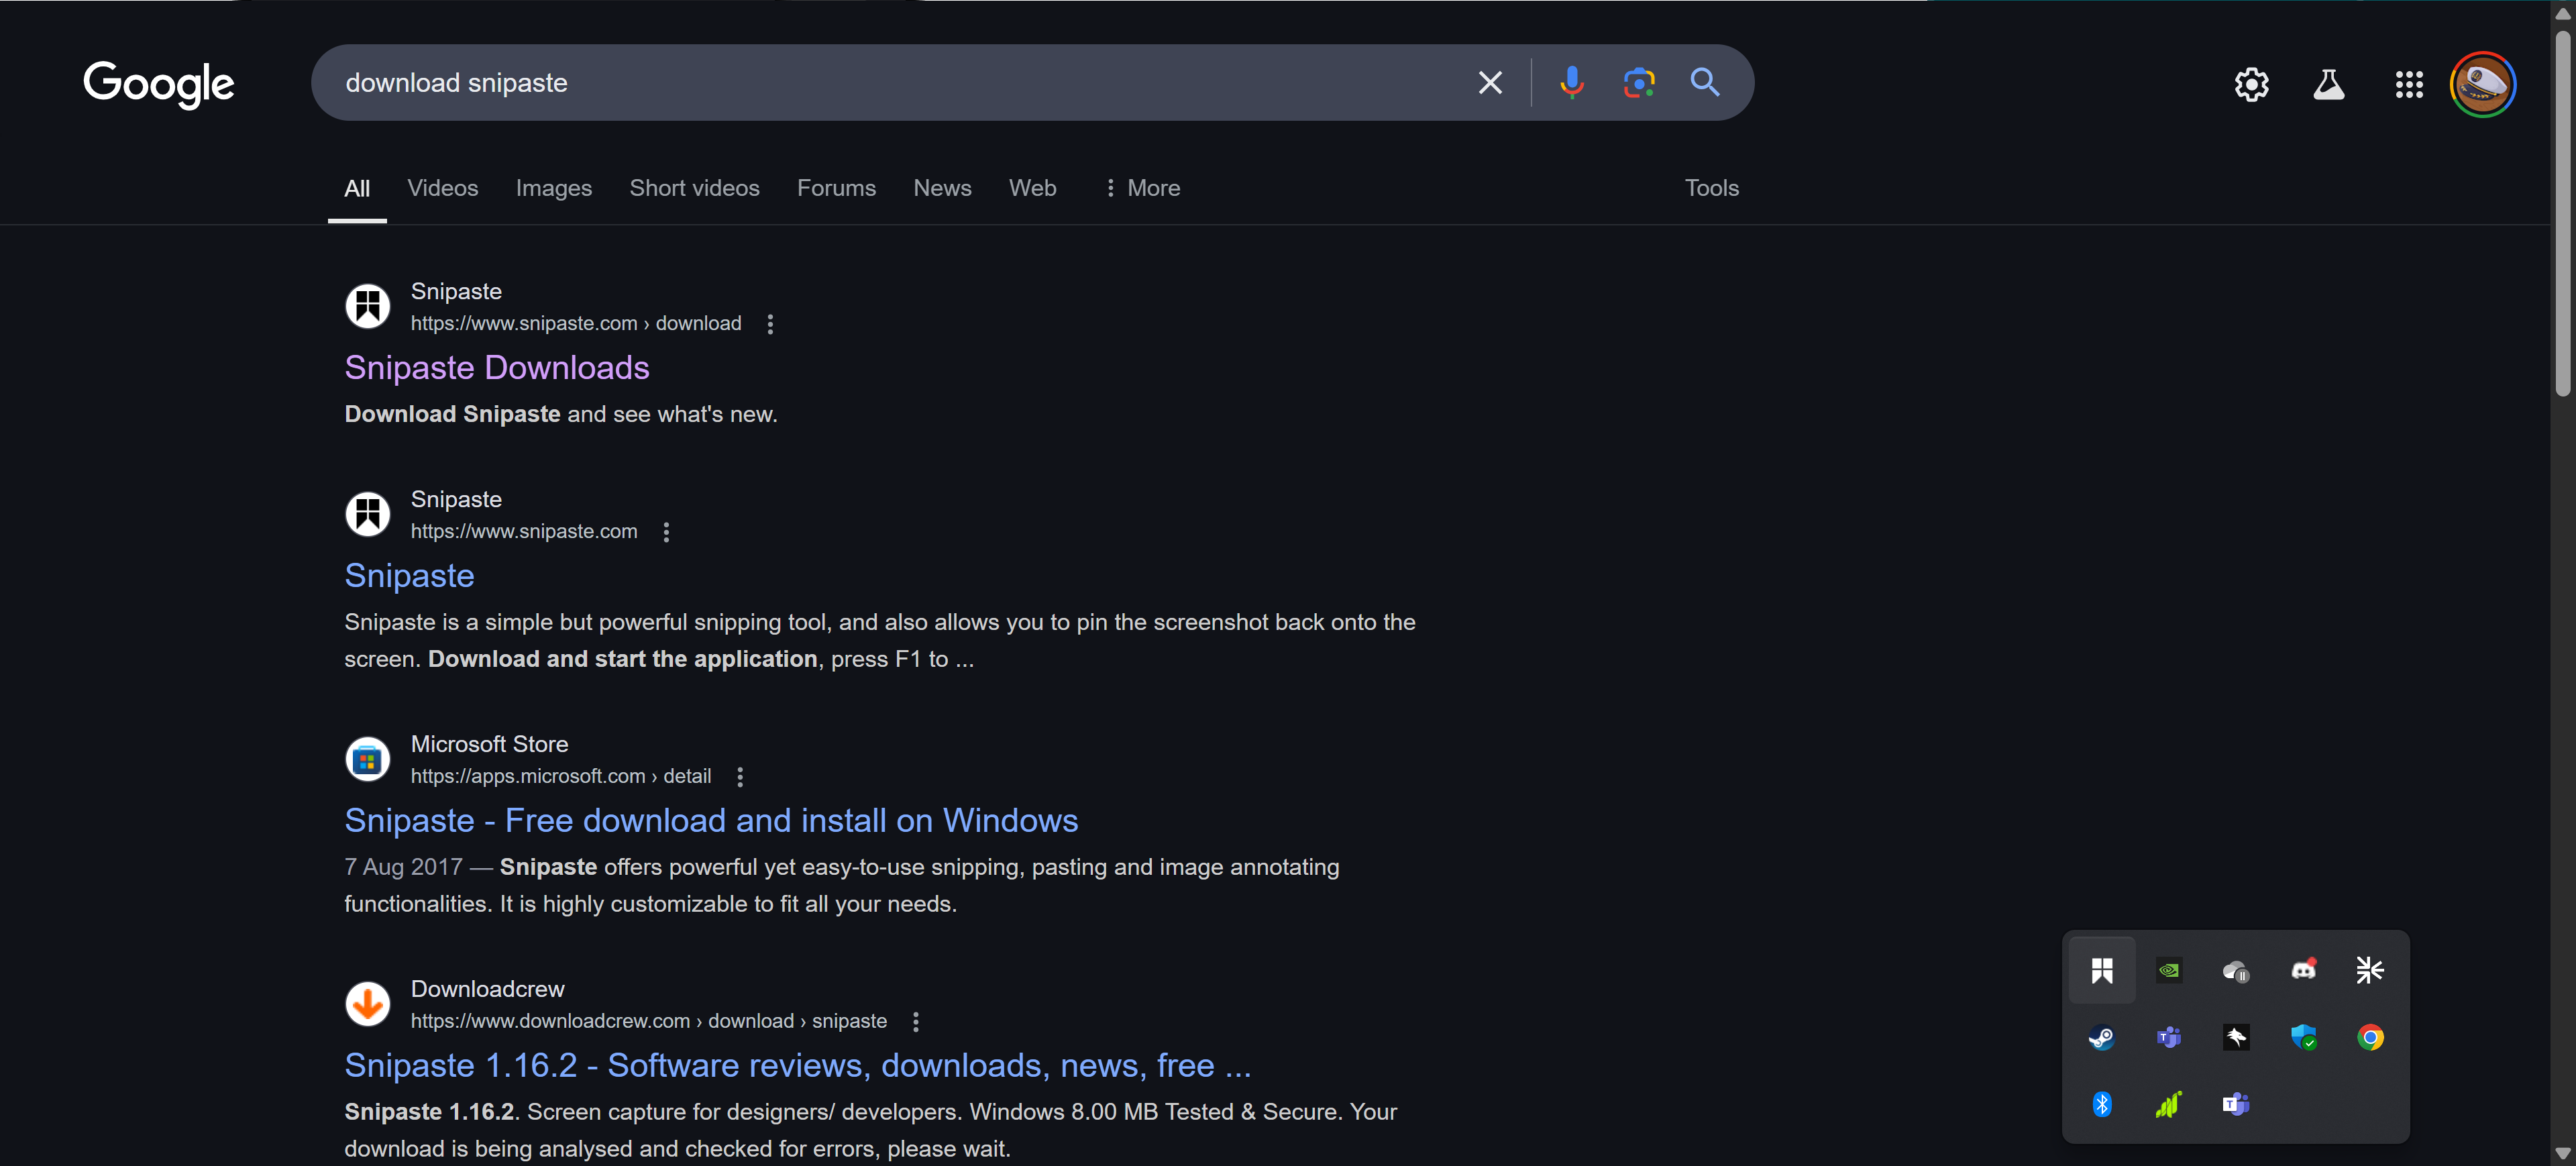 Google
download snipaste
All Videos Images Short videos Forums News Web More Tools
Snipaste
https://www.snipaste.com › download
Snipaste Downloads
Download Snipaste and see what's new.
Snipaste
https://www.snipaste.com
Snipaste
Snipaste is a simple but powerful snipping tool, and also allows you to pin the screenshot back onto the
screen. Download and start the application, press F1 to ...
Microsoft Store
https://apps.microsoft.com › detail
Snipaste - Free download and install on Windows
7 Aug 2017 — Snipaste offers powerful yet easy-to-use snipping, pasting and image annotating
functionalities. It is highly customizable to fit all your needs.
Downloadcrew
https://www.downloadcrew.com › download › snipaste
Snipaste 1.16.2 - Software reviews, downloads, news, free ...
Snipaste 1.16.2. Screen capture for designers/ developers. Windows 8.00 MB Tested & Secure. Your
download is being analysed and checked for errors, please wait.